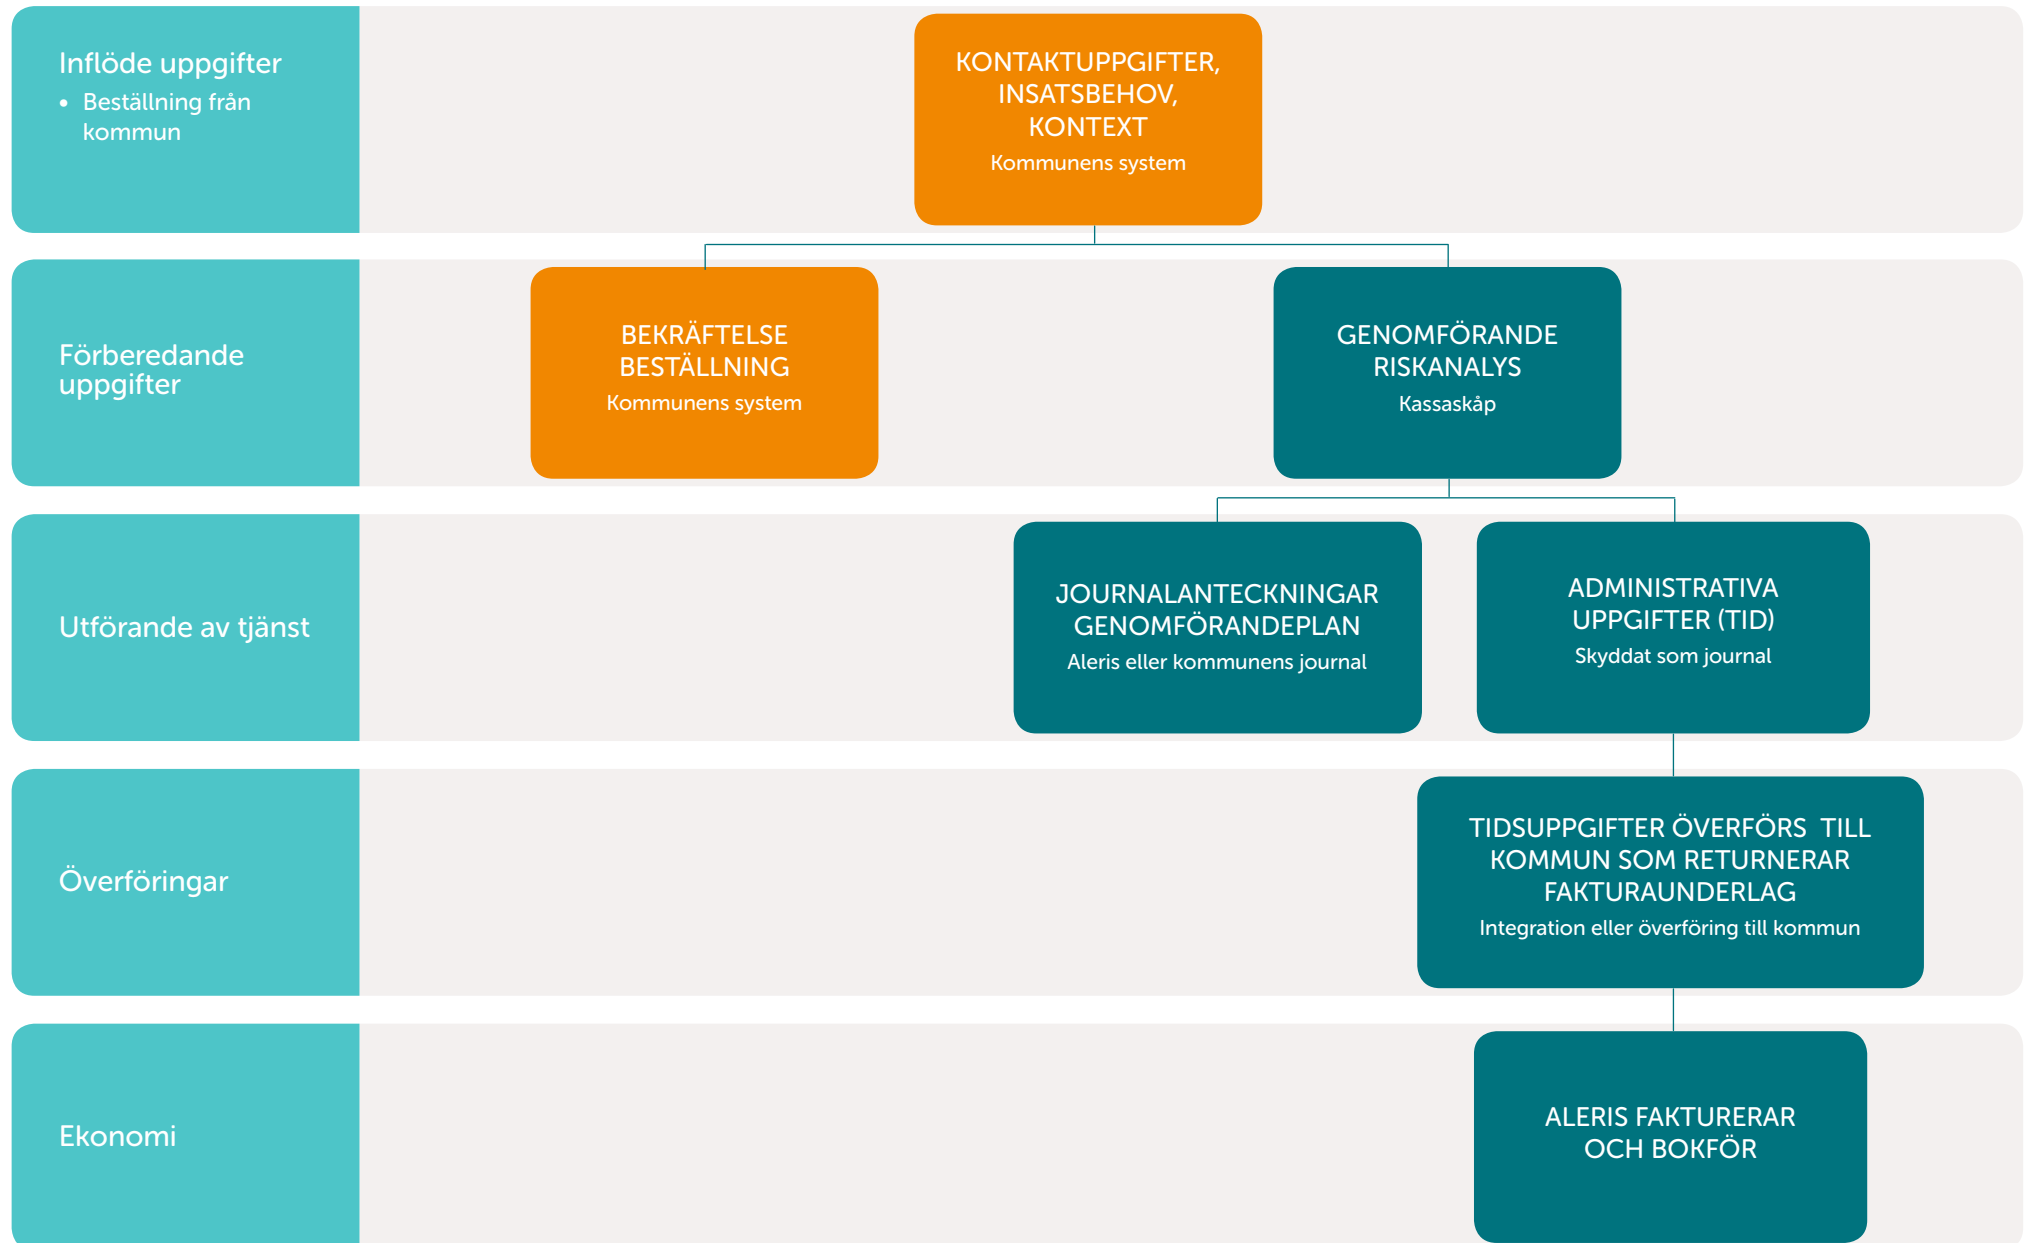 Inflöde uppgifter
• Beställning från
kommun
KONTAKTUPPGIFTER,
INSATSBEHOV,
KONTEXT
Kommunens system
Förberedande
uppgifter
BEKRÄFTELSE
BESTÄLLNING
Kommunens system
GENOMFÖRANDE
RISKANALYS
Kassaskåp
Utförande av tjänst
JOURNALANTECKNINGAR
GENOMFÖRANDEPLAN
Aleris eller kommunens journal
ADMINISTRATIVA
UPPGIFTER (TID)
Skyddat som journal
Överföringar
TIDSUPPGIFTER ÖVERFÖRS TILL
KOMMUN SOM RETURNERAR
FAKTURAUNDERLAG
Integration eller överföring till kommun
Ekonomi
ALERIS FAKTURERAR
OCH BOKFÖR